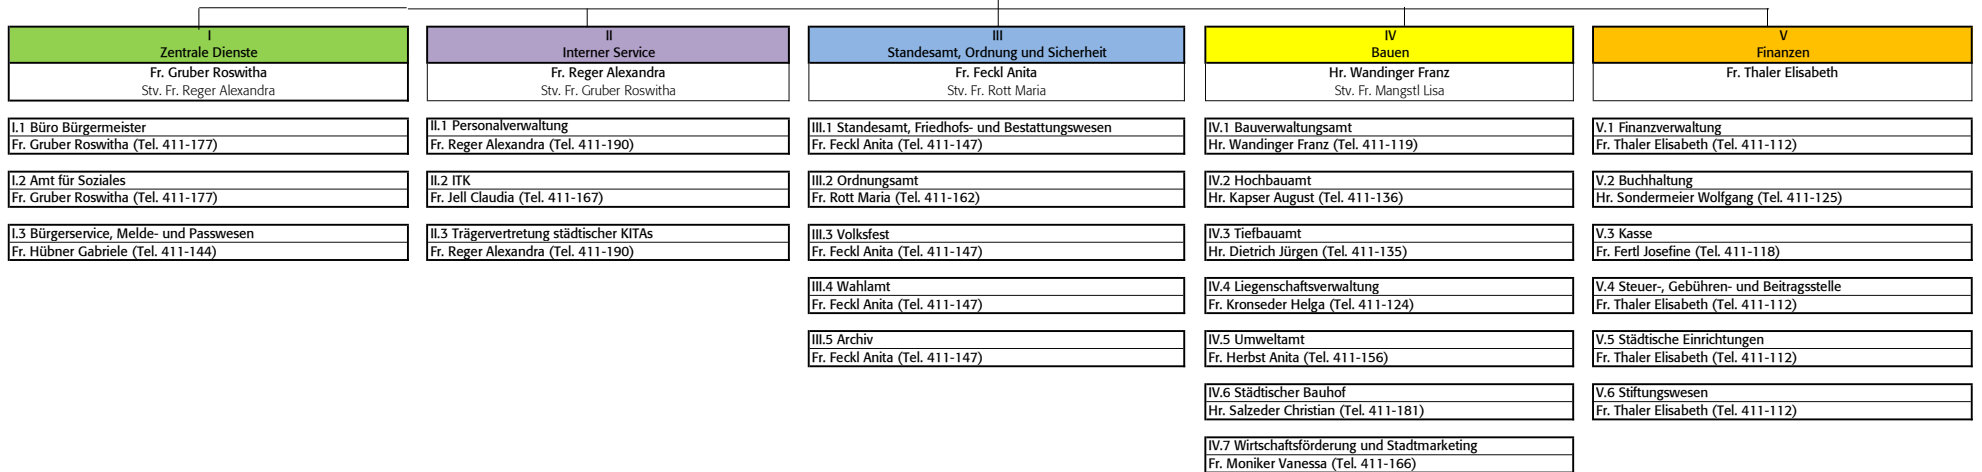 I
Zentrale Dienste
Fr. Gruber Roswitha
Stv. Fr. Reger Alexandra
I.1 Büro Bürgermeister
Fr. Gruber Roswitha (Tel. 411-177)
I.2 Amt für Soziales
Fr. Gruber Roswitha (Tel. 411-177)
I.3 Bürgerservice, Melde- und Passwesen
Fr. Hübner Gabriele (Tel. 411-144)
II
Interner Service
Fr. Reger Alexandra
Stv. Fr. Gruber Roswitha
II.1 Personalverwaltung
Fr. Reger Alexandra (Tel. 411-190)
II.2 ITK
Fr. Jell Claudia (Tel. 411-167)
II.3 Trägervertretung städtischer KITAs
Fr. Reger Alexandra (Tel. 411-190)
III
Standesamt, Ordnung und Sicherheit
Fr. Feckl Anita
Stv. Fr. Rott Maria
III.1 Standesamt, Friedhofs- und Bestattungswesen
Fr. Feckl Anita (Tel. 411-147)
III.2 Ordnungsamt
Fr. Rott Maria (Tel. 411-162)
III.3 Volksfest
Fr. Feckl Anita (Tel. 411-147)
III.4 Wahlamt
Fr. Feckl Anita (Tel. 411-147)
III.5 Archiv
Fr. Feckl Anita (Tel. 411-147)
IV
Bauen
Hr. Wandinger Franz
Stv. Fr. Mangstl Lisa
IV.1 Bauverwaltungsamt
Hr. Wandinger Franz (Tel. 411-119)
IV.2 Hochbauamt
Hr. Kapser August (Tel. 411-136)
IV.3 Tiefbauamt
Hr. Dietrich Jürgen (Tel. 411-135)
IV.4 Liegenschaftsverwaltung
Fr. Kronseder Helga (Tel. 411-124)
IV.5 Umweltamt
Fr. Herbst Anita (Tel. 411-156)
IV.6 Städtischer Bauhof
Hr. Salzeder Christian (Tel. 411-181)
IV.7 Wirtschaftsförderung und Stadtmarketing
Fr. Moniker Vanessa (Tel. 411-166)
V
Finanzen
Fr. Thaler Elisabeth
V.1 Finanzverwaltung
Fr. Thaler Elisabeth (Tel. 411-112)
V.2 Buchhaltung
Hr. Sondermeier Wolfgang (Tel. 411-125)
V.3 Kasse
Fr. Fertl Josefine (Tel. 411-118)
V.4 Steuer-, Gebühren- und Beitragsstelle
Fr. Thaler Elisabeth (Tel. 411-112)
V.5 Städtische Einrichtungen
Fr. Thaler Elisabeth (Tel. 411-112)
V.6 Stiftungswesen
Fr. Thaler Elisabeth (Tel. 411-112)